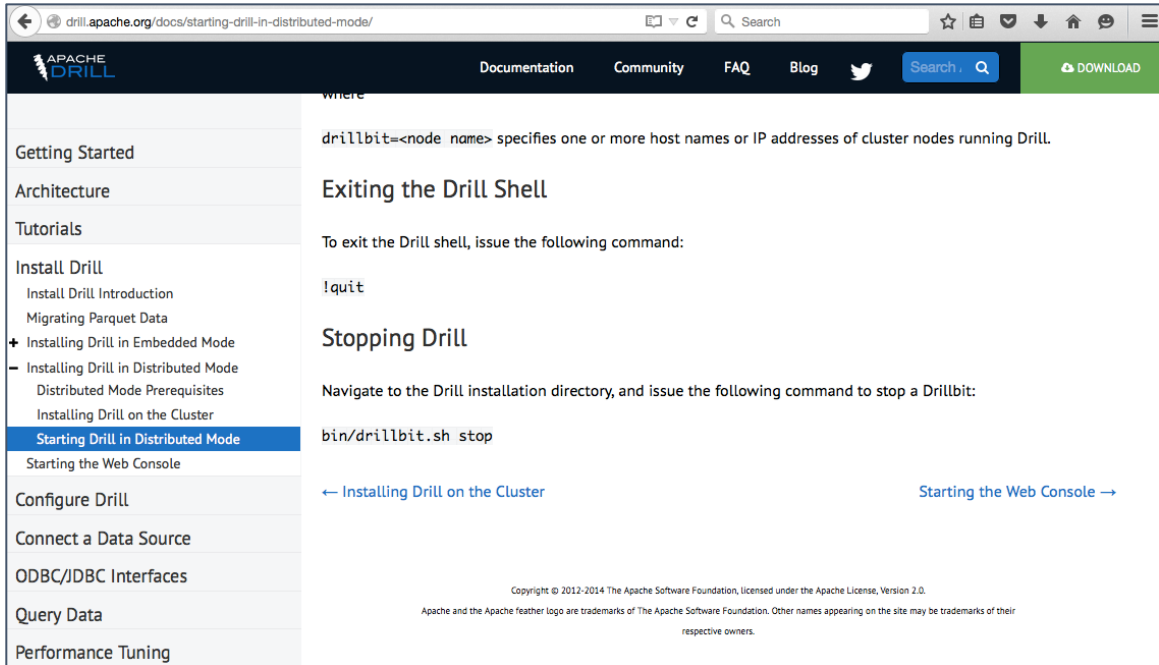 drill.apache.org/docs/starting-drill-in-distributed-mode/
Search
APACHE
DRILL
Documentation Community FAQ Blog
Search
DOWNLOAD
Getting Started
Architecture
Tutorials
Install Drill
Install Drill Introduction
Migrating Parquet Data
+ Installing Drill in Embedded Mode
− Installing Drill in Distributed Mode
Distributed Mode Prerequisites
Installing Drill on the Cluster
Starting Drill in Distributed Mode
Starting the Web Console
Configure Drill
Connect a Data Source
ODBC/JDBC Interfaces
Query Data
Performance Tuning
where
drillbit=<node name> specifies one or more host names or IP addresses of cluster nodes running Drill.
Exiting the Drill Shell
To exit the Drill shell, issue the following command:
!quit
Stopping Drill
Navigate to the Drill installation directory, and issue the following command to stop a Drillbit:
bin/drillbit.sh stop
← Installing Drill on the Cluster
Starting the Web Console →
Copyright © 2012-2014 The Apache Software Foundation, licensed under the Apache License, Version 2.0.
Apache and the Apache feather logo are trademarks of The Apache Software Foundation. Other names appearing on the site may be trademarks of their
respective owners.